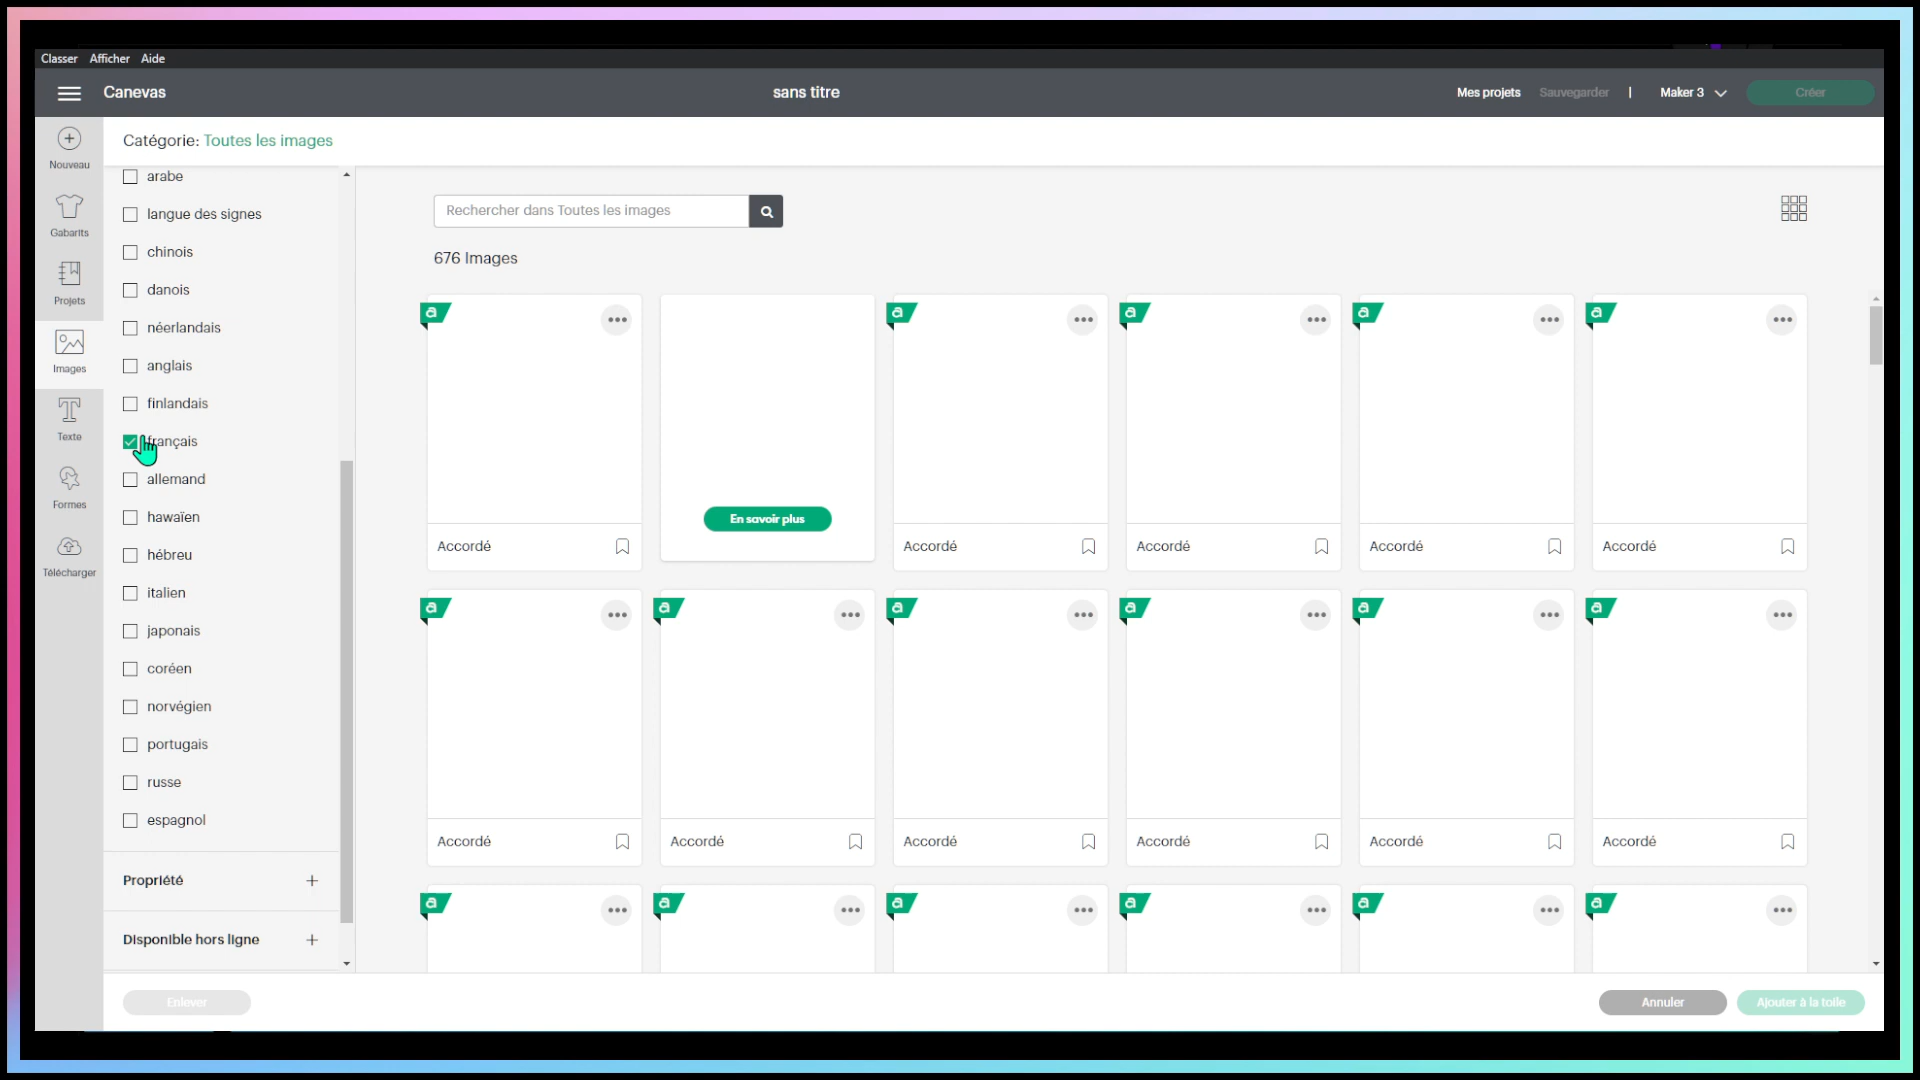 Classer Afficher Aide
Canevas
sans titre
Mes projets Sauvegarder | Maker 3 Créer
Nouveau
Gabarits
Projets
Images
Texte
Formes
Télécharger
Catégorie: Toutes les images
arabe
langue des signes
chinois
danois
néerlandais
anglais
finlandais
français
allemand
hawaïen
hébreu
italien
japonais
coréen
norvégien
portugais
russe
espagnol
Propriété +
Disponible hors ligne +
Enlever
Rechercher dans Toutes les images
676 Images
a a a a a
En savoir plus
Accordé Accordé Accordé Accordé Accordé
a a a a a a
Accordé Accordé Accordé Accordé Accordé Accordé
a a a a a a
Annuler Ajouter à la toile